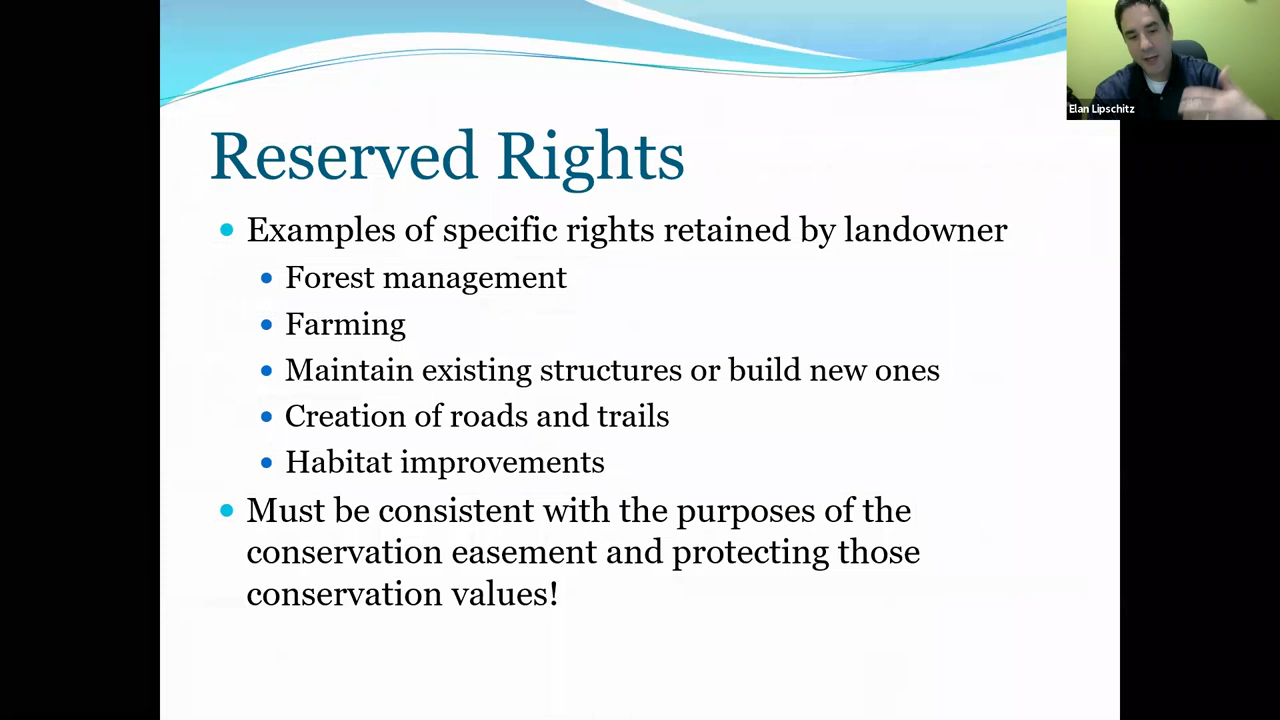 Elan Lipschitz
Reserved Rights
Examples of specific rights retained by landowner
Forest management
Farming
Maintain existing structures or build new ones
Creation of roads and trails
Habitat improvements
Must be consistent with the purposes of the
conservation easement and protecting those
conservation values!